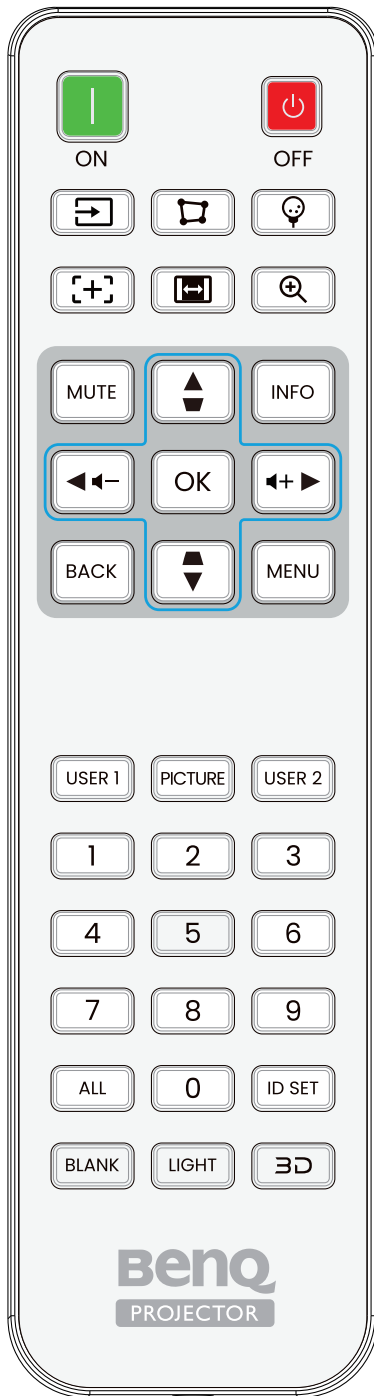 ON OFF
MUTE INFO
OK
BACK MENU
USER 1 PICTURE USER 2
1 2 3
4 5 6
7 8 9
ALL 0 ID SET
BLANK LIGHT 3D
BenQ
PROJECTOR